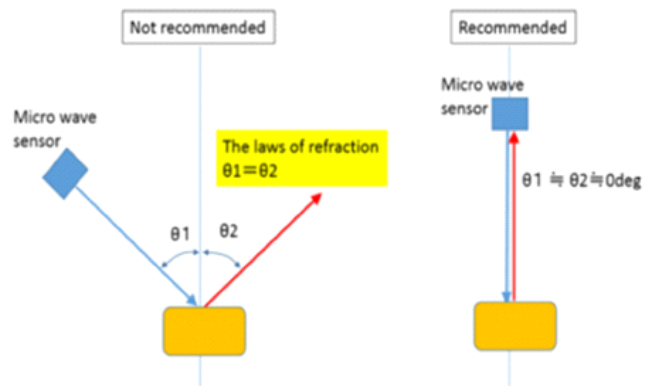 Not recommended
Recommended
Micro wave
sensor
The laws of refraction
θ1＝θ2
θ1
θ2
Micro wave
sensor
θ1 ≒ θ2≒0deg